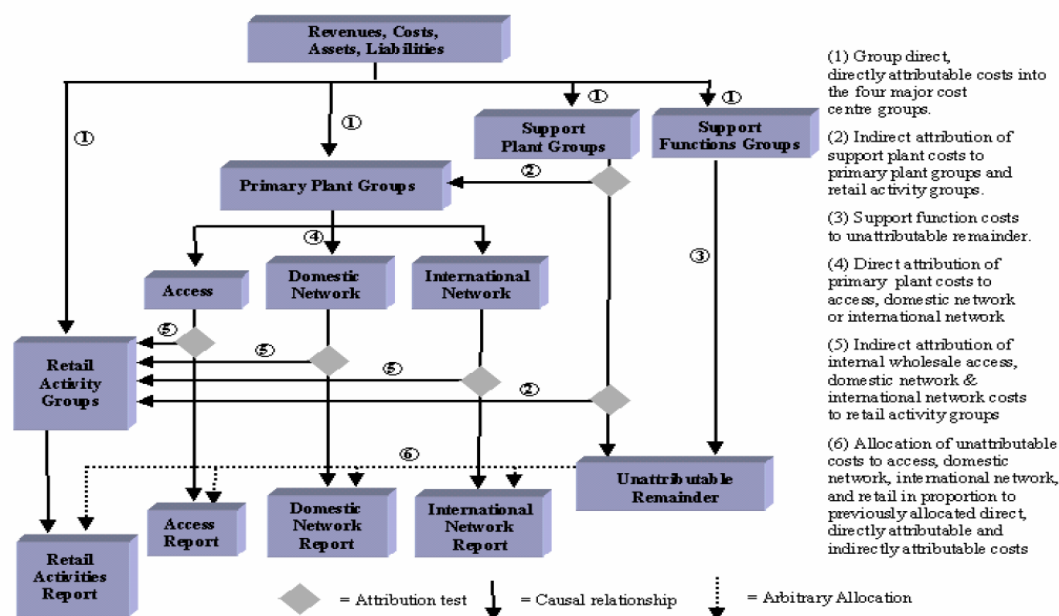 Revenues, Costs,
Assets, Liabilities
①
①
①
①
Support
Plant Groups
Support
Functions Groups
②
Primary Plant Groups
④
③
Access
Domestic
Network
International
Network
⑤
⑤
⑤
②
Retail
Activity
Groups
⑥
Unattributable
Remainder
Access
Report
Domestic
Network
Report
International
Network
Report
Retail
Activities
Report
(1) Group direct,
directly attributable costs into
the four major cost
centre groups.
(2) Indirect attribution of
support plant costs to
primary plant groups and
retail activity groups.
(3) Support function costs
to unattributable remainder.
(4) Direct attribution of
primary plant costs to
access, domestic network
or international network
(5) Indirect attribution of
internal wholesale access,
domestic network &
international network costs
to retail activity groups
(6) Allocation of unattributable
costs to access, domestic
network, international network,
and retail in proportion to
previously allocated direct,
directly attributable and
indirectly attributable costs
= Attribution test
= Causal relationship
= Arbitrary Allocation